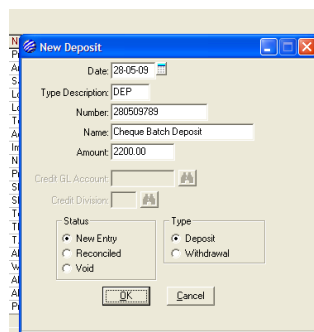 New Deposit
Date: 28-05-09
Type Description: DEP
Number: 280509789
Name: Cheque Batch Deposit
Amount: 2200.00
Credit GL Account:
Credit Division:
Status Type
New Entry Deposit
Reconciled Withdrawal
Void
OK Cancel